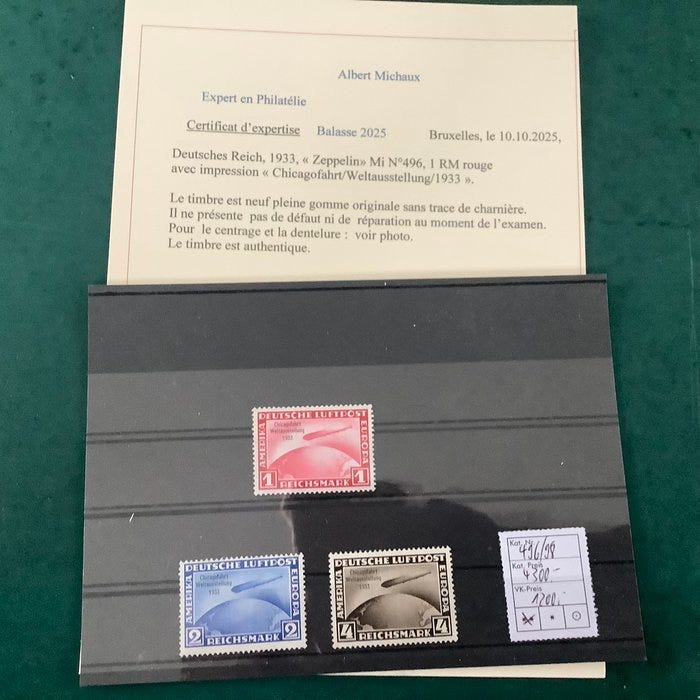 Albert Michaux
Expert en Philatélie
Certificat d'expertise Balasse 2025 Bruxelles, le 10.10.2025,
Deutsches Reich, 1933, « Zeppelin» Mi N°496, 1 RM rouge
avec impression « Chicagofahrt/Weltausstellung/1933 ».
Le timbre est neuf pleine gomme originale sans trace de charnière.
Il ne présente pas de défaut ni de réparation au moment de l'examen.
Pour le centrage et la dentelure : voir photo.
Le timbre est authentique.
DEUTSCHE LUFTPOST
AMERIKA
EUROPA
Chicagofahrt
Weltausstellung
1933
1 REICHSMARK 1
DEUTSCHE LUFTPOST
AMERIKA
EUROPA
Chicagofahrt
Weltausstellung
1933
2 REICHSMARK 2
DEUTSCHE LUFTPOST
AMERIKA
EUROPA
Chicagofahrt
Weltausstellung
1933
4 REICHSMARK 4
Kat. Nr. 496/98
Kat. Preis
4300.-
VK-Preis
1200.-